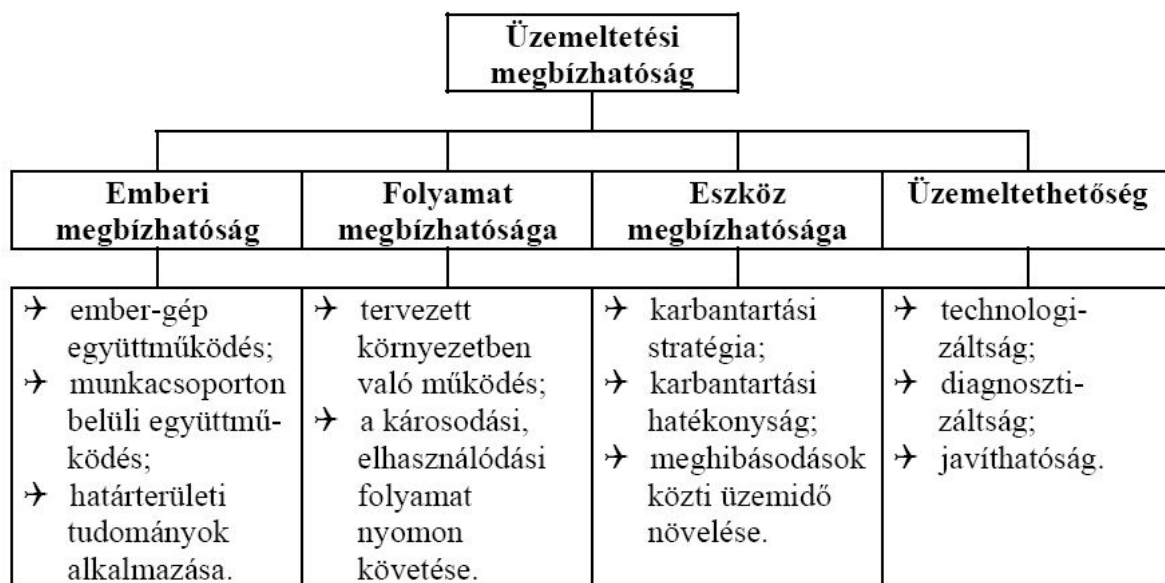 Üzemeltetési
megbízhatóság
Emberi
megbízhatóság
Folyamat
megbízhatósága
Eszköz
megbízhatósága
Üzemeltethetőség
✈ ember-gép
együttműködés;
✈ munkacsoporton
belüli együttmű-
ködés;
✈ határterületi
tudományok
alkalmazása.
✈ tervezett
környezetben
való működés;
✈ a károsodási,
elhasználódási
folyamat
nyomon
követése.
✈ karbantartási
stratégia;
✈ karbantartási
hatékonyság;
✈ meghibásodások
közti üzemidő
növelése.
✈ technologi-
záltság;
✈ diagnoszti-
záltság;
✈ javíthatóság.